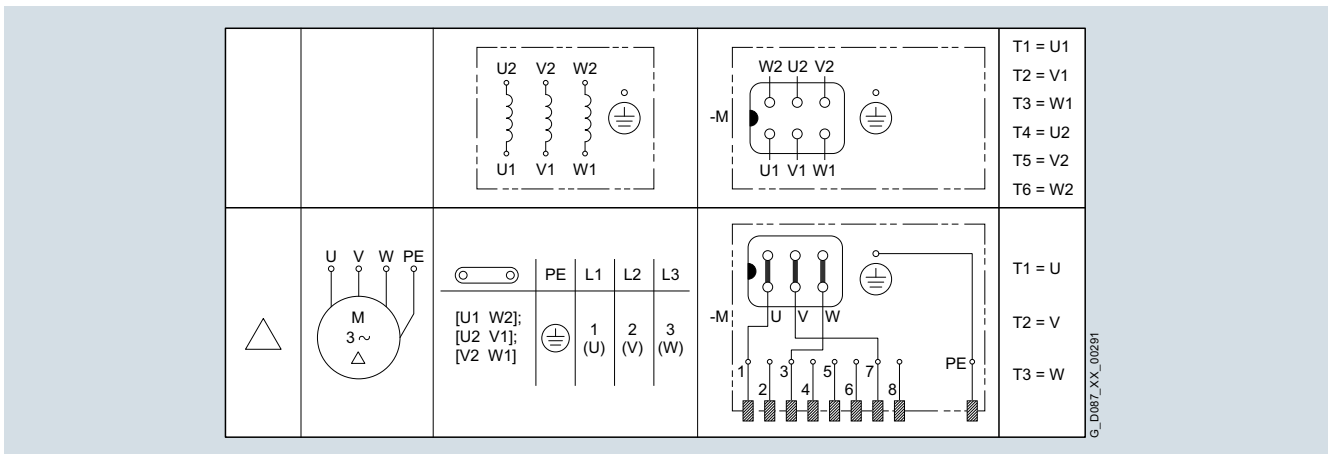 U2 V2 W2
U1 V1 W1
-M
W2 U2 V2
U1 V1 W1
T1 = U1
T2 = V1
T3 = W1
T4 = U2
T5 = V2
T6 = W2
U V W PE
M
3 ~
PE L1 L2 L3
[U1 W2];
[U2 V1];
[V2 W1]
1
(U)
2
(V)
3
(W)
-M
U V W
1 2 3 4 5 6 7 8 PE
T1 = U
T2 = V
T3 = W
G_D087_XX_00291